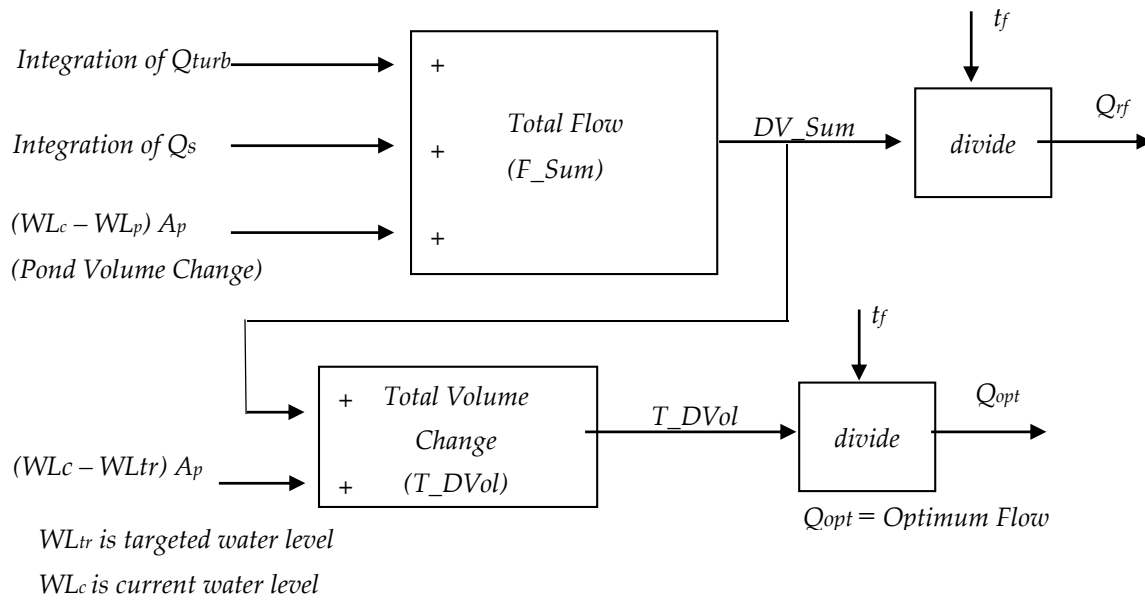 tf
Integration of Qturb
+
Total Flow
(F_Sum)
DV_Sum
divide
Qrf
Integration of Qs
+
(WLc – WLp) Ap
+
(Pond Volume Change)
tf
+ Total Volume
Change
(T_DVol)
T_DVol
divide
Qopt
(WLc – WLtr) Ap
+
Qopt = Optimum Flow
WLtr is targeted water level
WLc is current water level